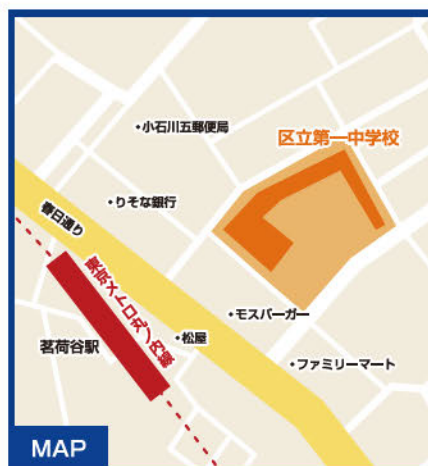 小石川五郵便局
区立第一中学校
りそな銀行
春日通り
東京メトロ丸ノ内線
モスバーガー
松屋
茗荷谷駅
ファミリーマート
MAP